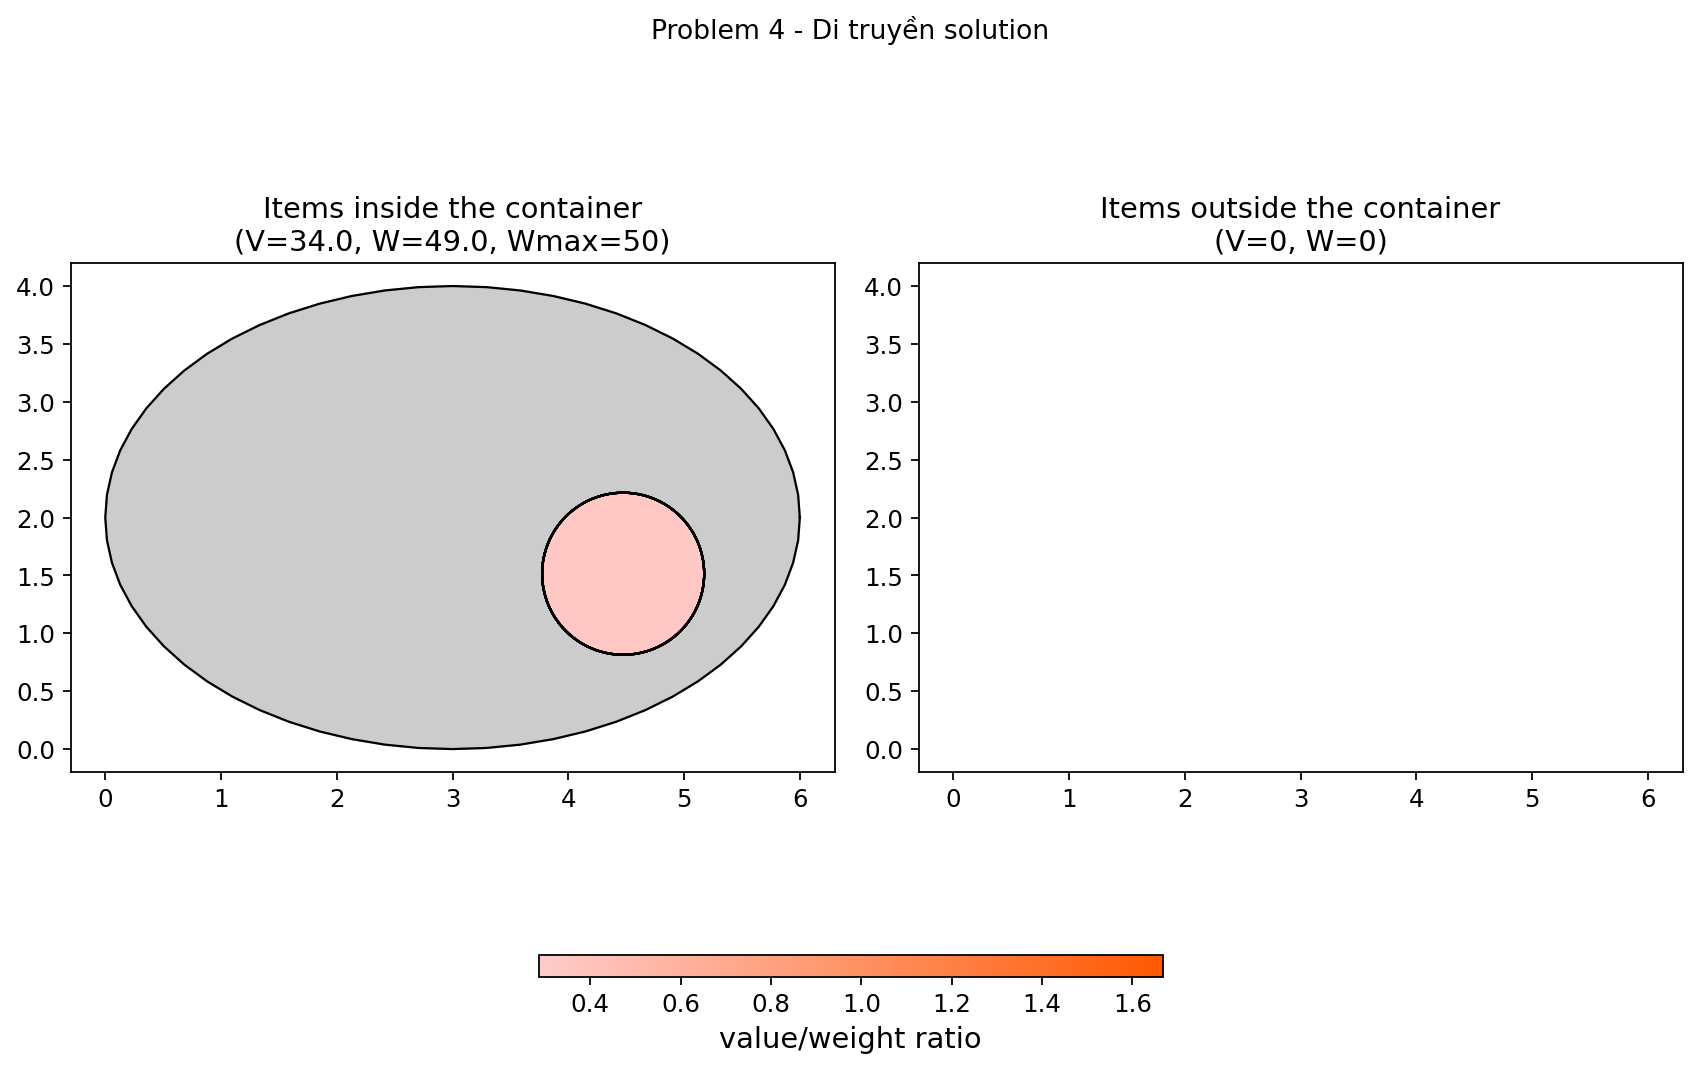 Problem 4 - Di truyền solution
Items inside the container
(V=34.0, W=49.0, Wmax=50)
4.0
3.5
3.0
2.5
2.0
1.5
1.0
0.5
0.0
0 1 2 3 4 5 6
Items outside the container
(V=0, W=0)
4.0
3.5
3.0
2.5
2.0
1.5
1.0
0.5
0.0
0 1 2 3 4 5 6
0.4 0.6 0.8 1.0 1.2 1.4 1.6
value/weight ratio